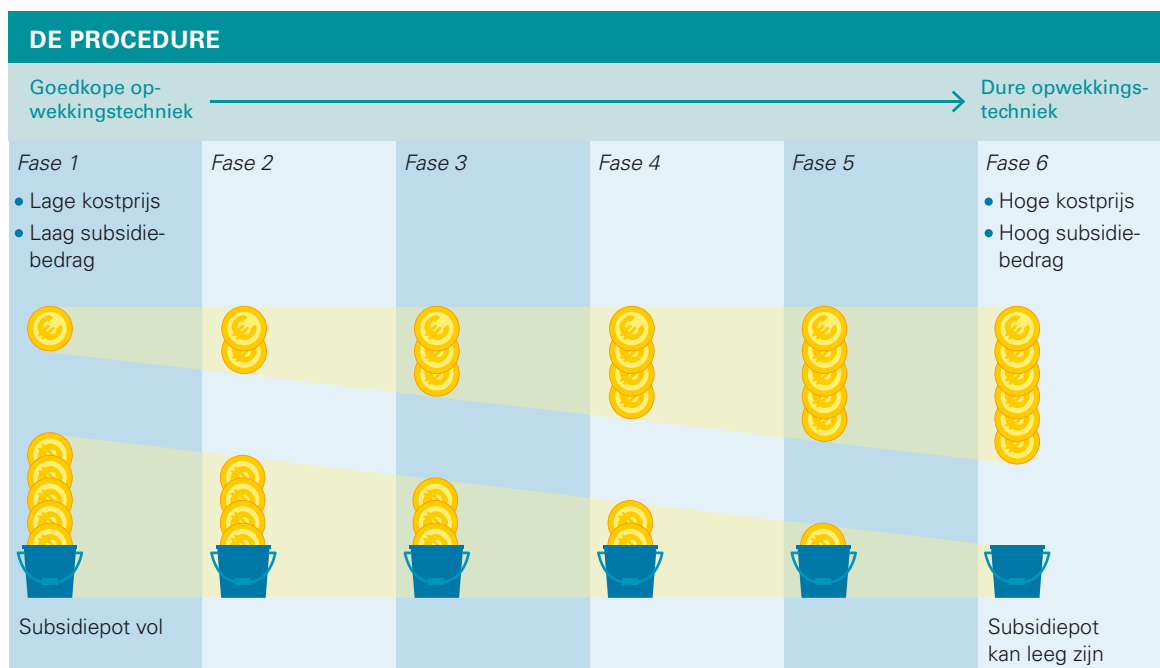 DE PROCEDURE
Goedkope op-
wekkingstechniek
Dure opwekkings-
techniek
Fase 1
• Lage kostprijs
• Laag subsidie-
bedrag
Fase 2
Fase 3
Fase 4
Fase 5
Fase 6
• Hoge kostprijs
• Hoog subsidie-
bedrag
Subsidiepot vol
Subsidiepot
kan leeg zijn